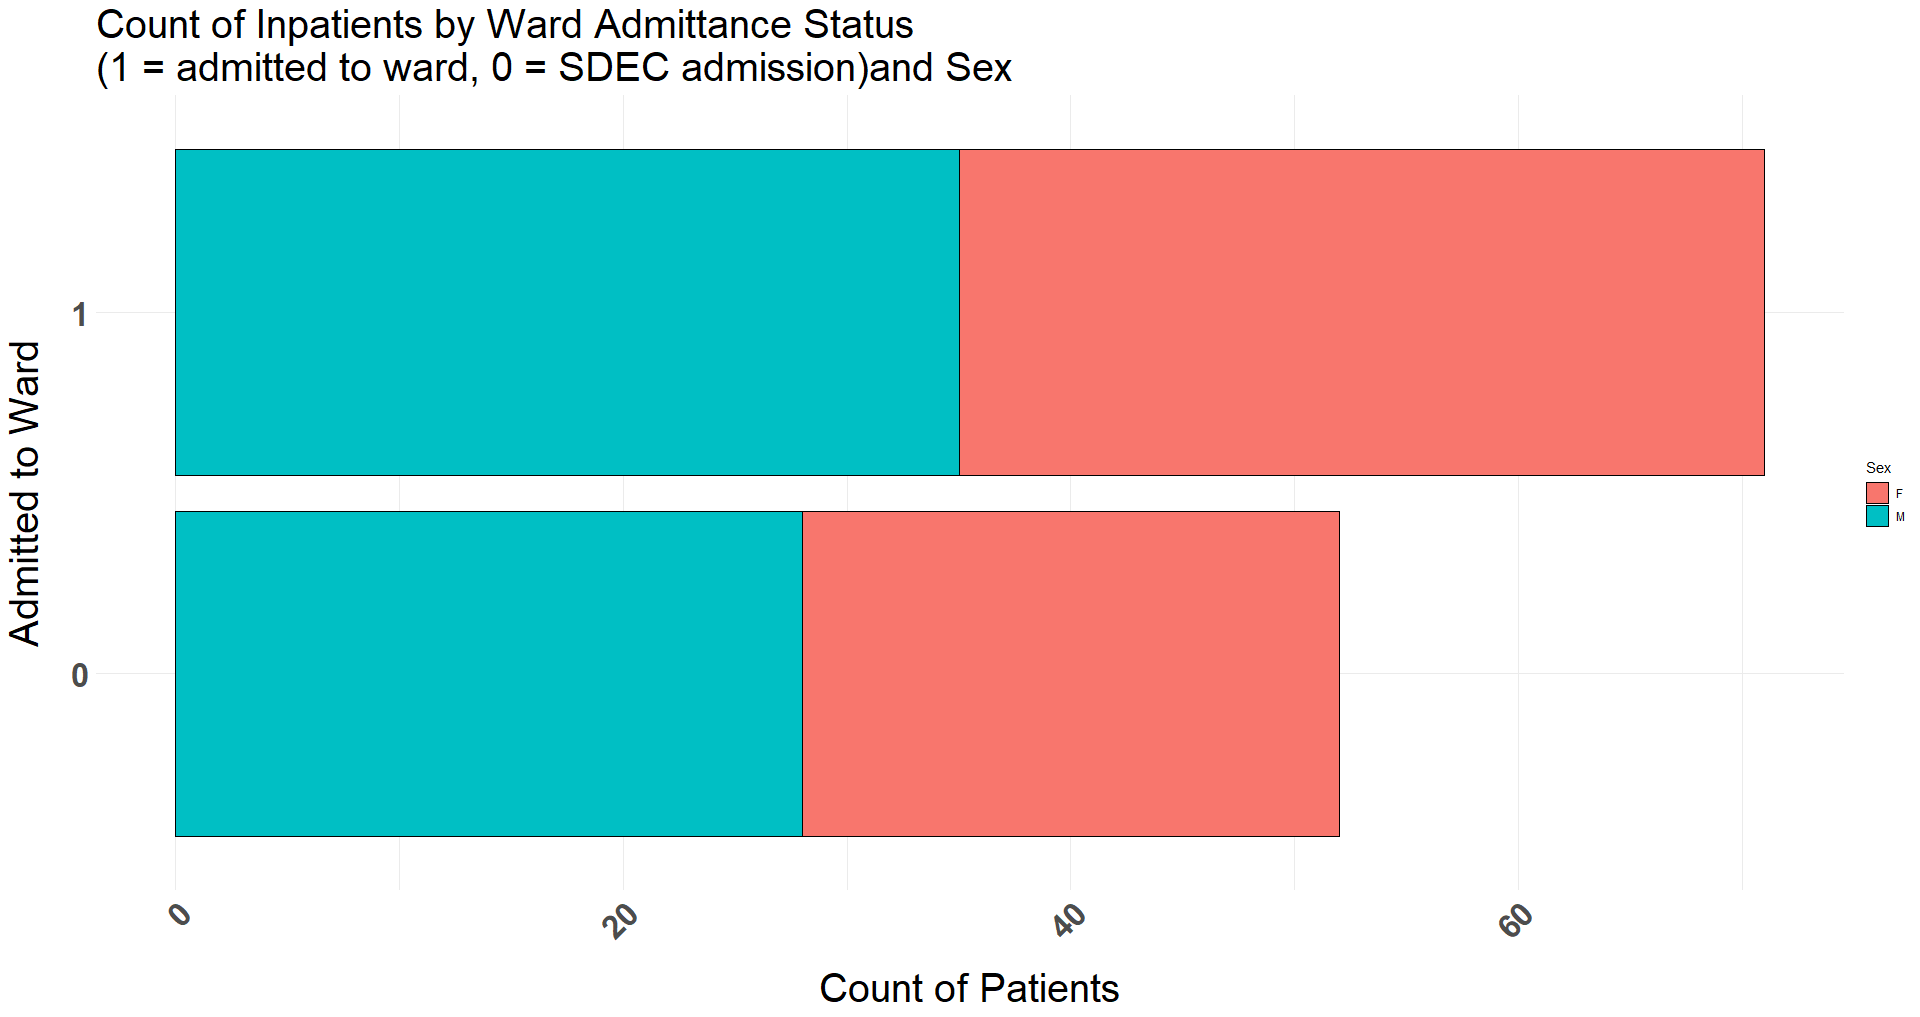 Count of Inpatients by Ward Admittance Status
(1 = admitted to ward, 0 = SDEC admission)and Sex
Admitted to Ward
1
0
0
20
40
60
Count of Patients
Sex
F
M